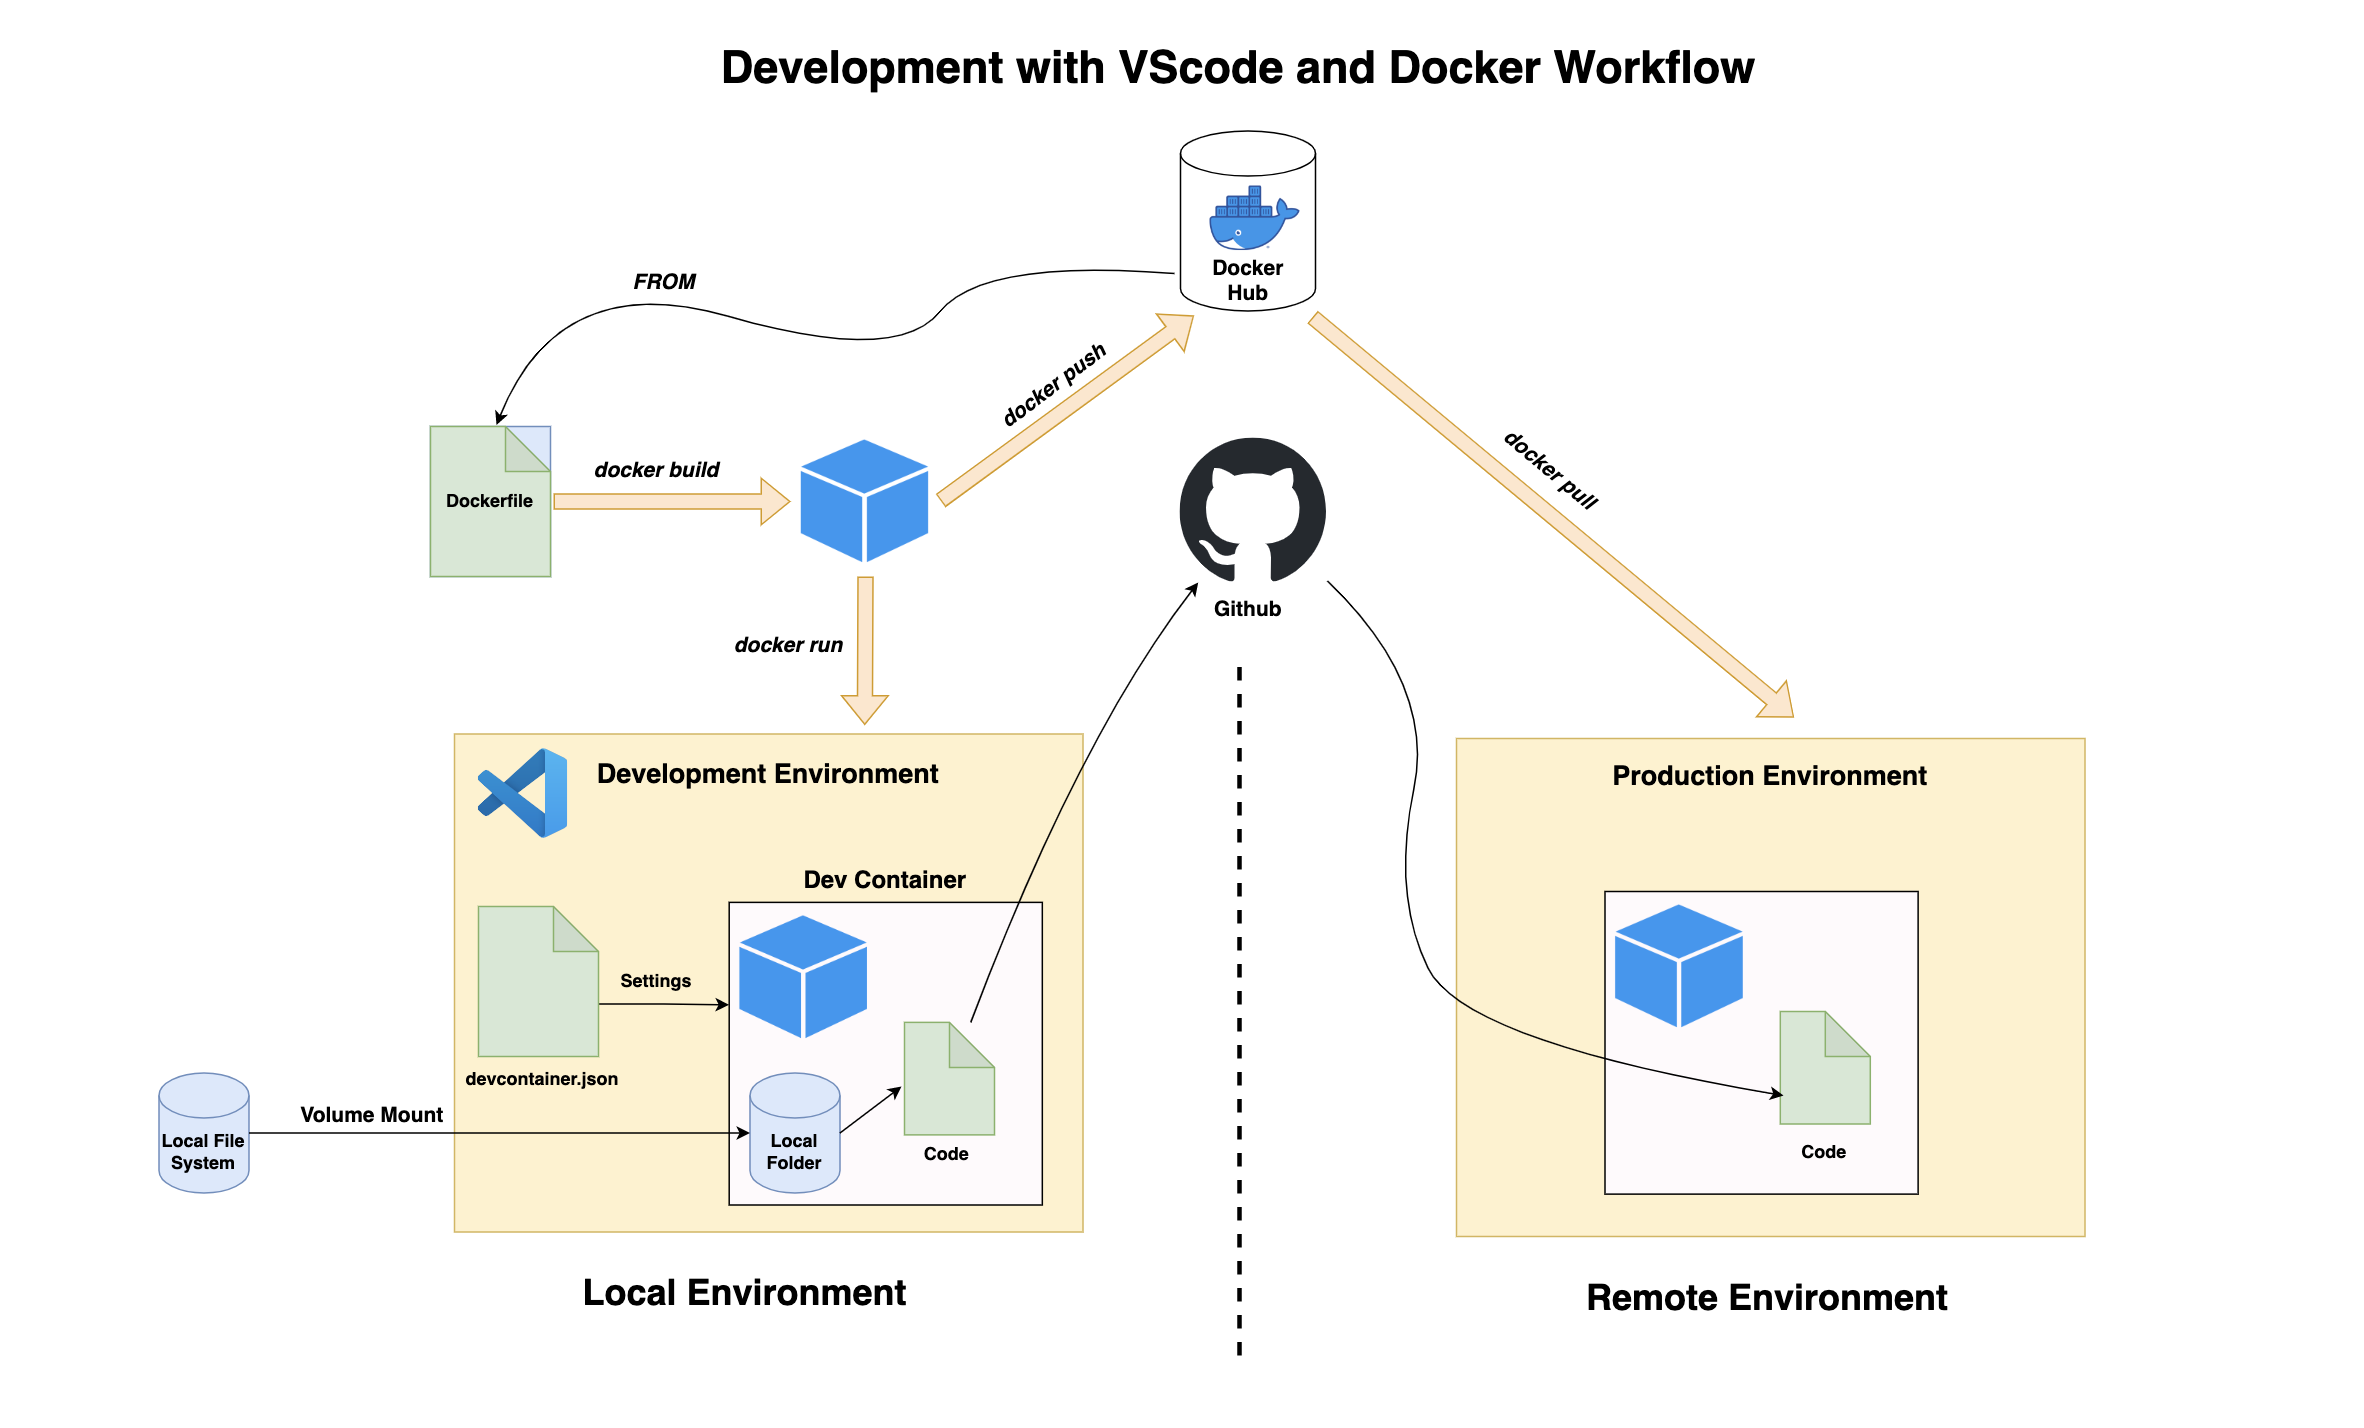 Development with VScode and Docker Workflow
Docker
Hub
FROM
docker push
docker pull
docker build
Dockerfile
Github
docker run
Development Environment
Production Environment
Dev Container
Settings
devcontainer.json
Volume Mount
Local File
System
Local
Folder
Code
Code
Local Environment
Remote Environment